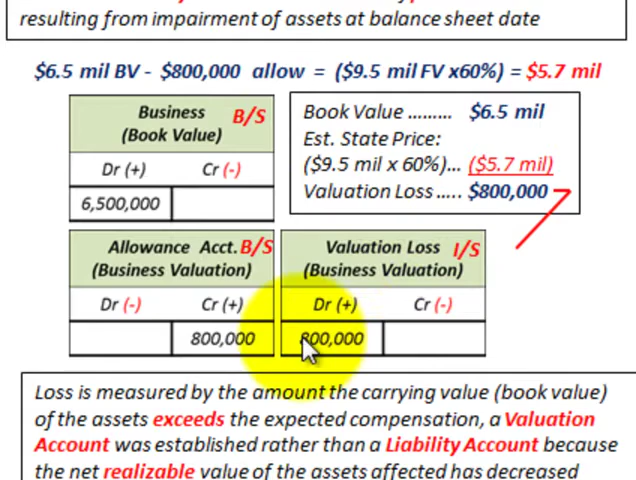 resulting from impairment of assets at balance sheet date
$6.5 mil BV - $800,000 allow = ($9.5 mil FV x60%) = $5.7 mil
Business B/S
(Book Value)
Dr (+) Cr (-)
6,500,000
Book Value ......... $6.5 mil
Est. State Price:
($9.5 mil x 60%)... ($5.7 mil)
Valuation Loss ..... $800,000
Allowance Acct. B/S
(Business Valuation)
Dr (-) Cr (+)
800,000
Valuation Loss I/S
(Business Valuation)
Dr (+) Cr (-)
800,000
Loss is measured by the amount the carrying value (book value)
of the assets exceeds the expected compensation, a Valuation
Account was established rather than a Liability Account because
the net realizable value of the assets affected has decreased